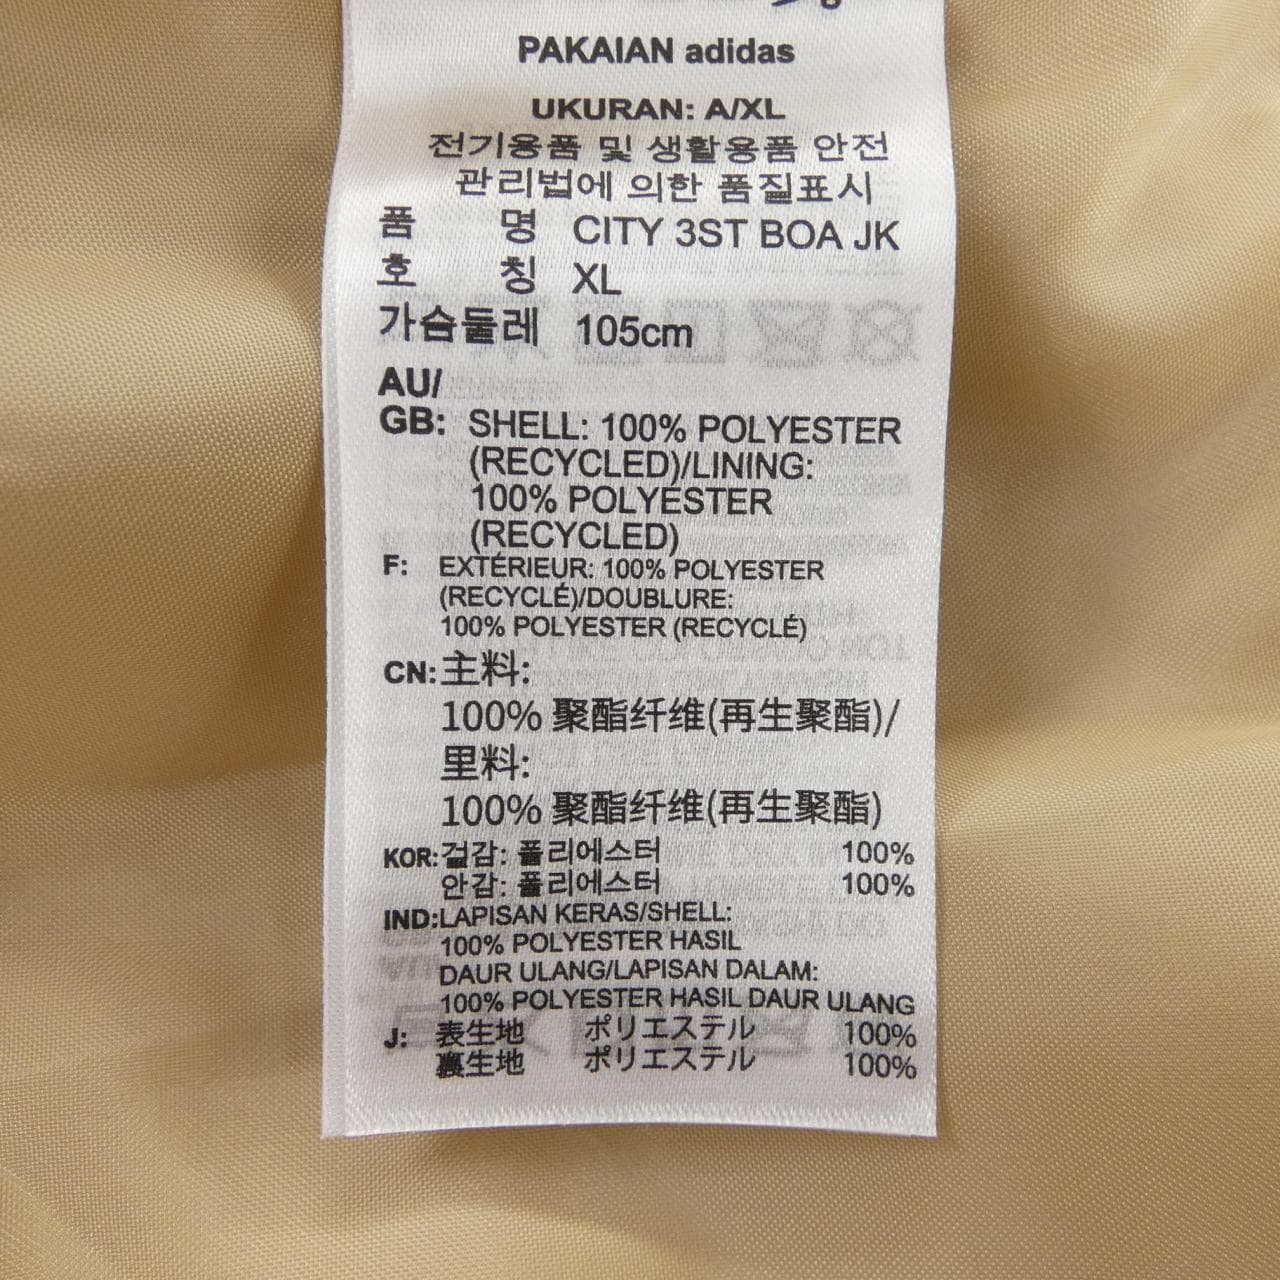 PAKAIAN adidas
UKURAN: A/XL
전기용품 및 생활용품 안전
관리법에 의한 품질표시
품 명 CITY 3ST BOA JK
호 칭 XL
가슴둘레 105cm
AU/
GB: SHELL: 100% POLYESTER
(RECYCLED)/LINING:
100% POLYESTER
(RECYCLED)
F: EXTÉRIEUR: 100% POLYESTER
(RECYCLÉ)/DOUBLURE:
100% POLYESTER (RECYCLÉ)
CN: 主料:
100% 聚酯纤维(再生聚酯)/
里料:
100% 聚酯纤维(再生聚酯)
KOR: 겉감: 폴리에스터 100%
안감: 폴리에스터 100%
IND: LAPISAN KERAS/SHELL:
100% POLYESTER HASIL
DAUR ULANG/LAPISAN DALAM:
100% POLYESTER HASIL DAUR ULANG
J: 表生地 ポリエステル 100%
裏生地 ポリエステル 100%